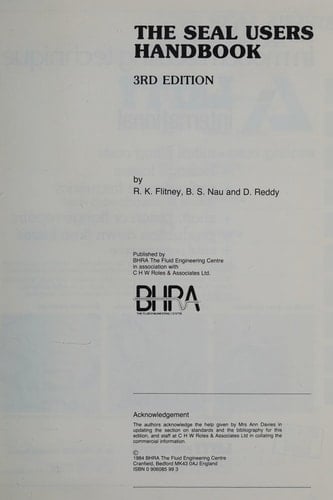 THE SEAL USERS
HANDBOOK
3RD EDITION
by
R. K. Flitney, B. S. Nau and D. Reddy
Published by
BHRA The Fluid Engineering Centre
in association with
C H W Roles & Associates Ltd.
BHRA
THE FLUID ENGINEERING CENTRE
Acknowledgement
The authors acknowledge the help given by Mrs Ann Davies in
updating the section on standards and the bibliography for this
edition, and staff at C H W Roles & Associates Ltd in collating the
commercial information.
©
1984 BHRA The Fluid Engineering Centre
Cranfield, Bedford MK43 0AJ England
ISBN 0 906085 99 3